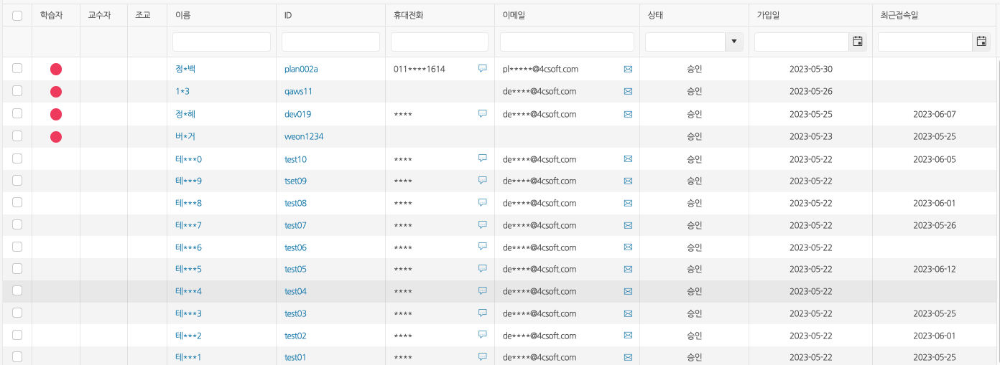 학습자 교수자 조교 이름 ID 휴대전화 이메일 상태 가입일 최근접속일
정*백 plan002a 011****1614 pl*****@4csoft.com 승인 2023-05-30
1*3 qaws11 de****@4csoft.com 승인 2023-05-26
정*혜 dev019 **** de****@4csoft.com 승인 2023-05-25 2023-06-07
버*거 weon1234 승인 2023-05-23 2023-05-25
테***0 test10 **** de****@4csoft.com 승인 2023-05-22 2023-06-05
테***9 tset09 **** de****@4csoft.com 승인 2023-05-22
테***8 test08 **** de****@4csoft.com 승인 2023-05-22 2023-06-01
테***7 test07 **** de****@4csoft.com 승인 2023-05-22 2023-05-26
테***6 test06 **** de****@4csoft.com 승인 2023-05-22
테***5 test05 **** de****@4csoft.com 승인 2023-05-22 2023-06-12
테***4 test04 **** de****@4csoft.com 승인 2023-05-22
테***3 test03 **** de****@4csoft.com 승인 2023-05-22 2023-05-25
테***2 test02 **** de****@4csoft.com 승인 2023-05-22 2023-06-01
테***1 test01 **** de****@4csoft.com 승인 2023-05-22 2023-05-25